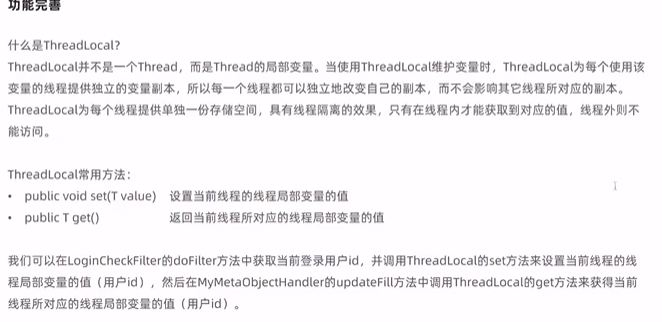 功能完善
什么是ThreadLocal?
ThreadLocal并不是一个Thread，而是Thread的局部变量。当使用ThreadLocal维护变量时，ThreadLocal为每个使用该
变量的线程提供独立的变量副本，所以每一个线程都可以独立地改变自己的副本，而不会影响其它线程所对应的副本。
ThreadLocal为每个线程提供单独一份存储空间，具有线程隔离的效果，只有在线程内才能获取到对应的值，线程外则不
能访问。
ThreadLocal常用方法：
• public void set(T value) 设置当前线程的线程局部变量的值
• public T get() 返回当前线程所对应的线程局部变量的值
我们可以在LoginCheckFilter的doFilter方法中获取当前登录用户id，并调用ThreadLocal的set方法来设置当前线程的线
程局部变量的值（用户id），然后在MyMetaObjectHandler的updateFill方法中调用ThreadLocal的get方法来获得当前
线程所对应的线程局部变量的值（用户id）。